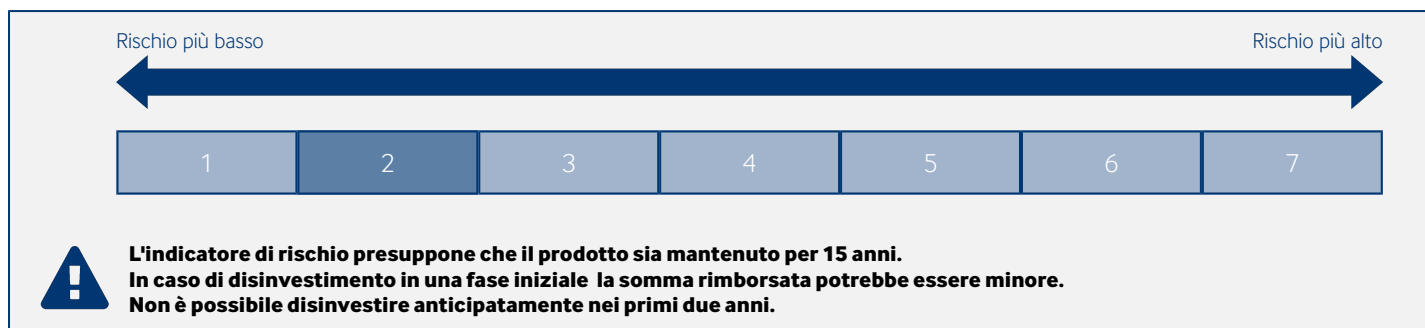 Rischio più basso Rischio più alto
1 2 3 4 5 6 7
L'indicatore di rischio presuppone che il prodotto sia mantenuto per 15 anni.
In caso di disinvestimento in una fase iniziale la somma rimborsata potrebbe essere minore.
Non è possibile disinvestire anticipatamente nei primi due anni.